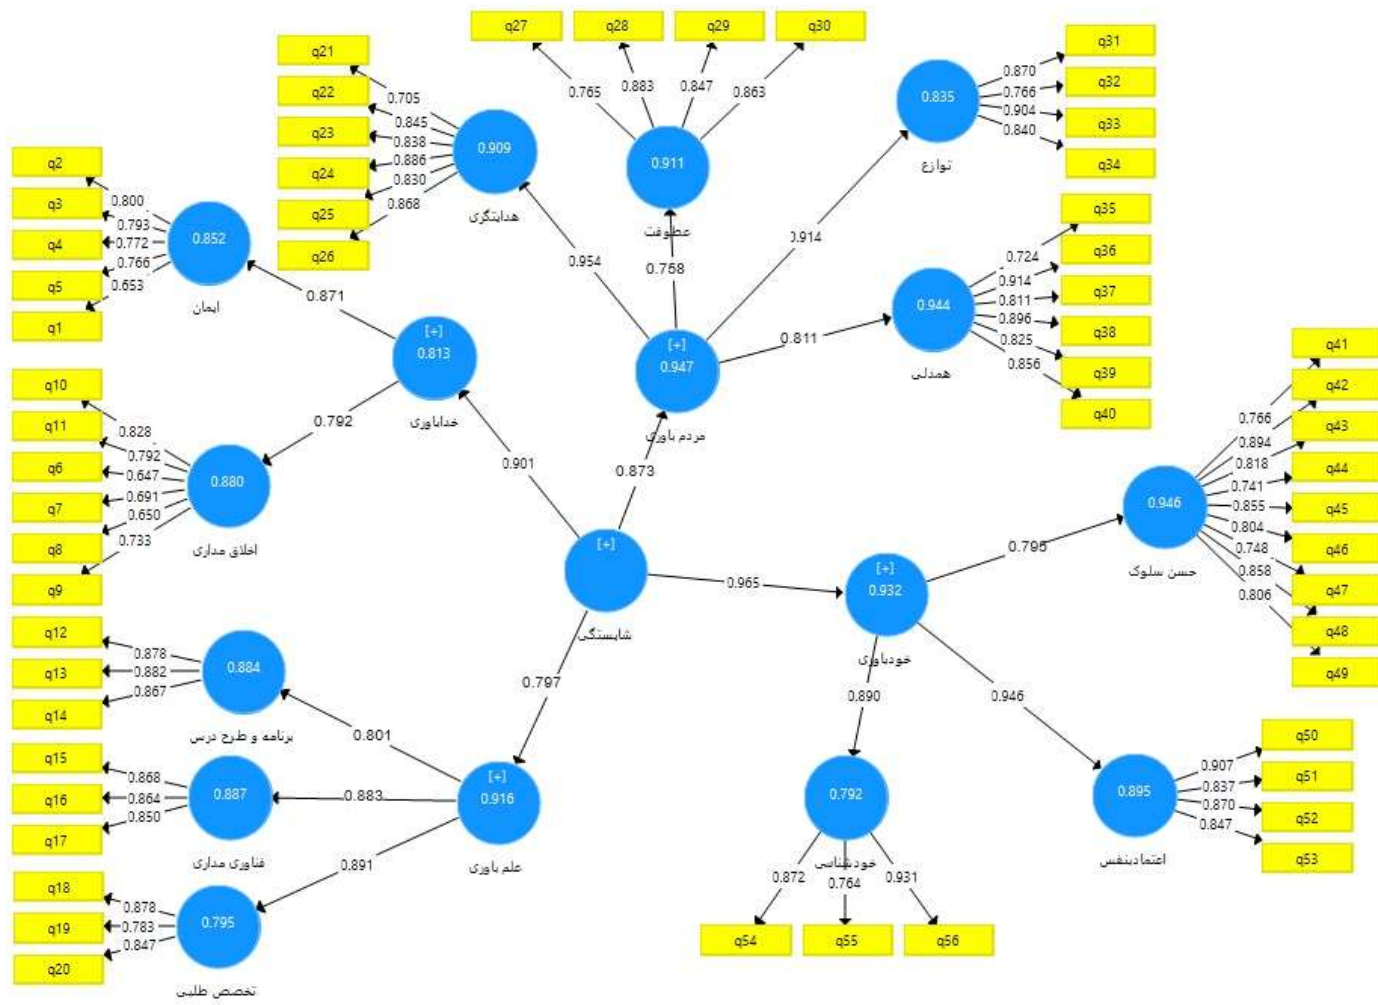 q27
q28
q29
q30
0.765
0.883
0.847
0.863
0.911
عطوفت
q21
q22
q23
q24
q25
q26
0.705
0.845
0.838
0.886
0.830
0.868
0.909
هدایتگری
q31
q32
q33
q34
0.870
0.766
0.904
0.840
0.835
توازع
q35
q36
q37
q38
q39
q40
0.724
0.914
0.811
0.896
0.825
0.856
0.944
همدلی
0.954
0.758
0.914
0.811
[+]
0.947
مردم باوری
q2
q3
q4
q5
q1
0.800
0.793
0.772
0.766
0.653
0.852
ایمان
0.871
[+]
0.813
خداباوری
0.792
q10
q11
q6
q7
q8
q9
0.828
0.792
0.647
0.691
0.650
0.733
0.880
اخلاق مداری
0.901
0.873
[+]
شایستگی
0.965
0.797
q41
q42
q43
q44
q45
q46
q47
q48
q49
0.766
0.894
0.818
0.741
0.855
0.804
0.748
0.858
0.806
0.946
حسن سلوک
0.795
[+]
0.932
خودباوری
0.890
0.946
q12
q13
q14
0.878
0.882
0.867
0.884
برنامه و طرح درس
0.801
q15
q16
q17
0.868
0.864
0.850
0.887
فناوری مداری
0.883
[+]
0.916
علم باوری
0.891
q18
q19
q20
0.878
0.783
0.847
0.795
تخصص طلبی
0.792
خودشناسی
0.872
0.764
0.931
q54
q55
q56
0.895
اعتمادبنفس
0.907
0.837
0.870
0.847
q50
q51
q52
q53